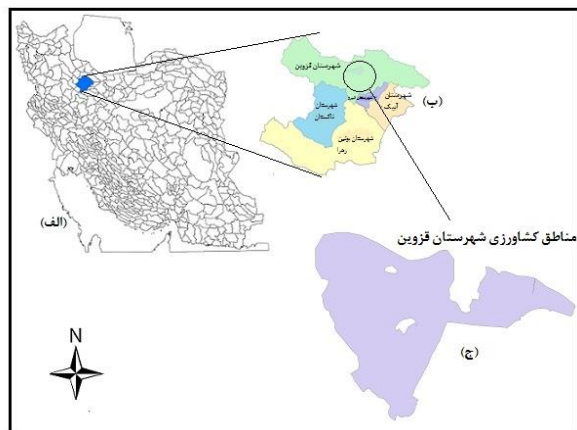 شهرستان قزوین
شهرستان
آبیک
شهرستان
تاکستان
شهرستان بوئین
زهرا
(ب)
(الف)
مناطق کشاورزی شهرستان قزوین
(ج)
N